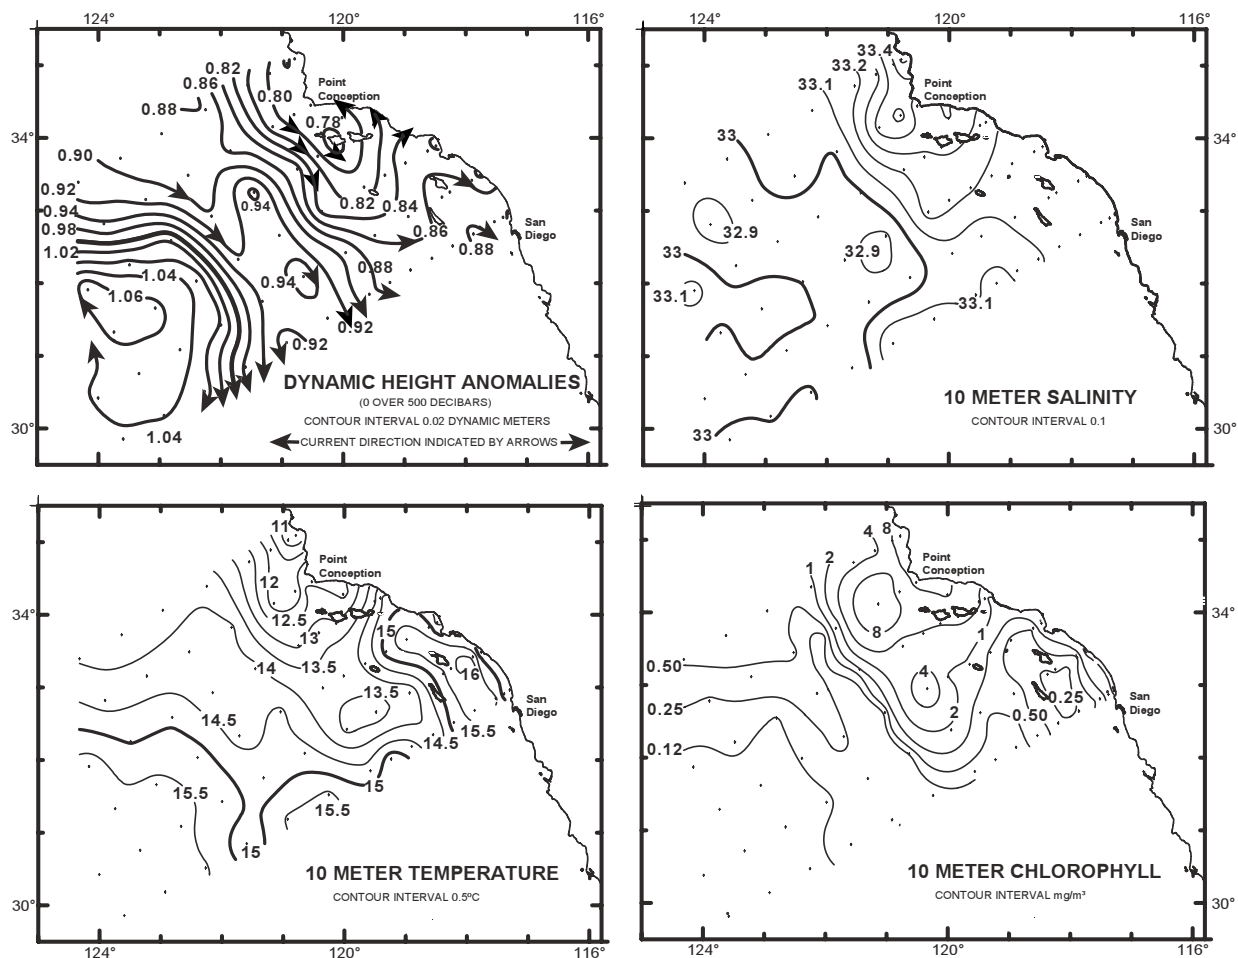 124° 120° 116°
0.82
0.86
0.88
0.80
Point
Conception
0.78
34°
0.90
0.92
0.94
0.98
1.02
1.04
1.06
0.94
0.82
0.84
0.86
0.88
0.88
San
Diego
0.94
0.92
0.92
DYNAMIC HEIGHT ANOMALIES
(0 OVER 500 DECIBARS)
CONTOUR INTERVAL 0.02 DYNAMIC METERS
CURRENT DIRECTION INDICATED BY ARROWS
1.04
30°
124° 120° 116°
33.4
33.2
33.1
Point
Conception
34°
33
32.9
32.9
33
33.1
33.1
San
Diego
10 METER SALINITY
CONTOUR INTERVAL 0.1
33
30°
11
Point
Conception
12
12.5
13
34°
15
14
13.5
16
13.5
14.5
15.5
14.5
San
Diego
15.5
15
15.5
15
10 METER TEMPERATURE
CONTOUR INTERVAL 0.5°C
30°
124° 120° 116°
4 8
Point
Conception
1 2
34°
8
1
0.50
4
0.25
0.25
2
0.50
San
Diego
0.12
10 METER CHLOROPHYLL
CONTOUR INTERVAL mg/m³
30°
124° 120° 116°